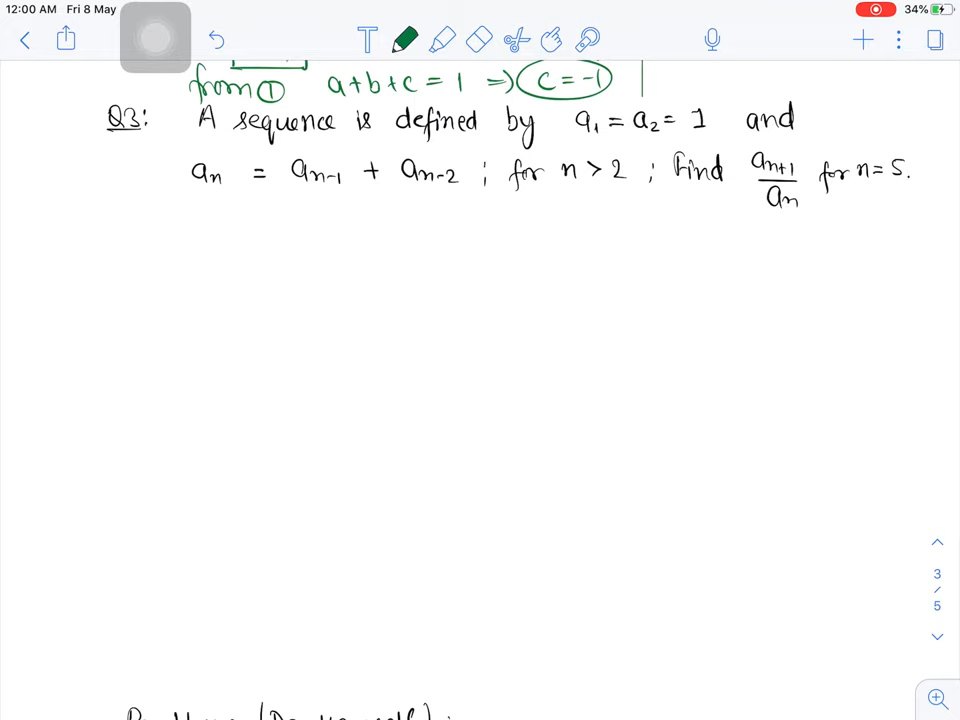 12:00 AM Fri 8 May 34%
from ① a+b+c = 1 ⇒ c = -1
Q3: A sequence is defined by a₁ = a₂ = 1 and
aₙ = aₙ₋₁ + aₙ₋₂ ; for n > 2 ; Find aₙ₊₁/aₙ for n = 5.
3
/
5